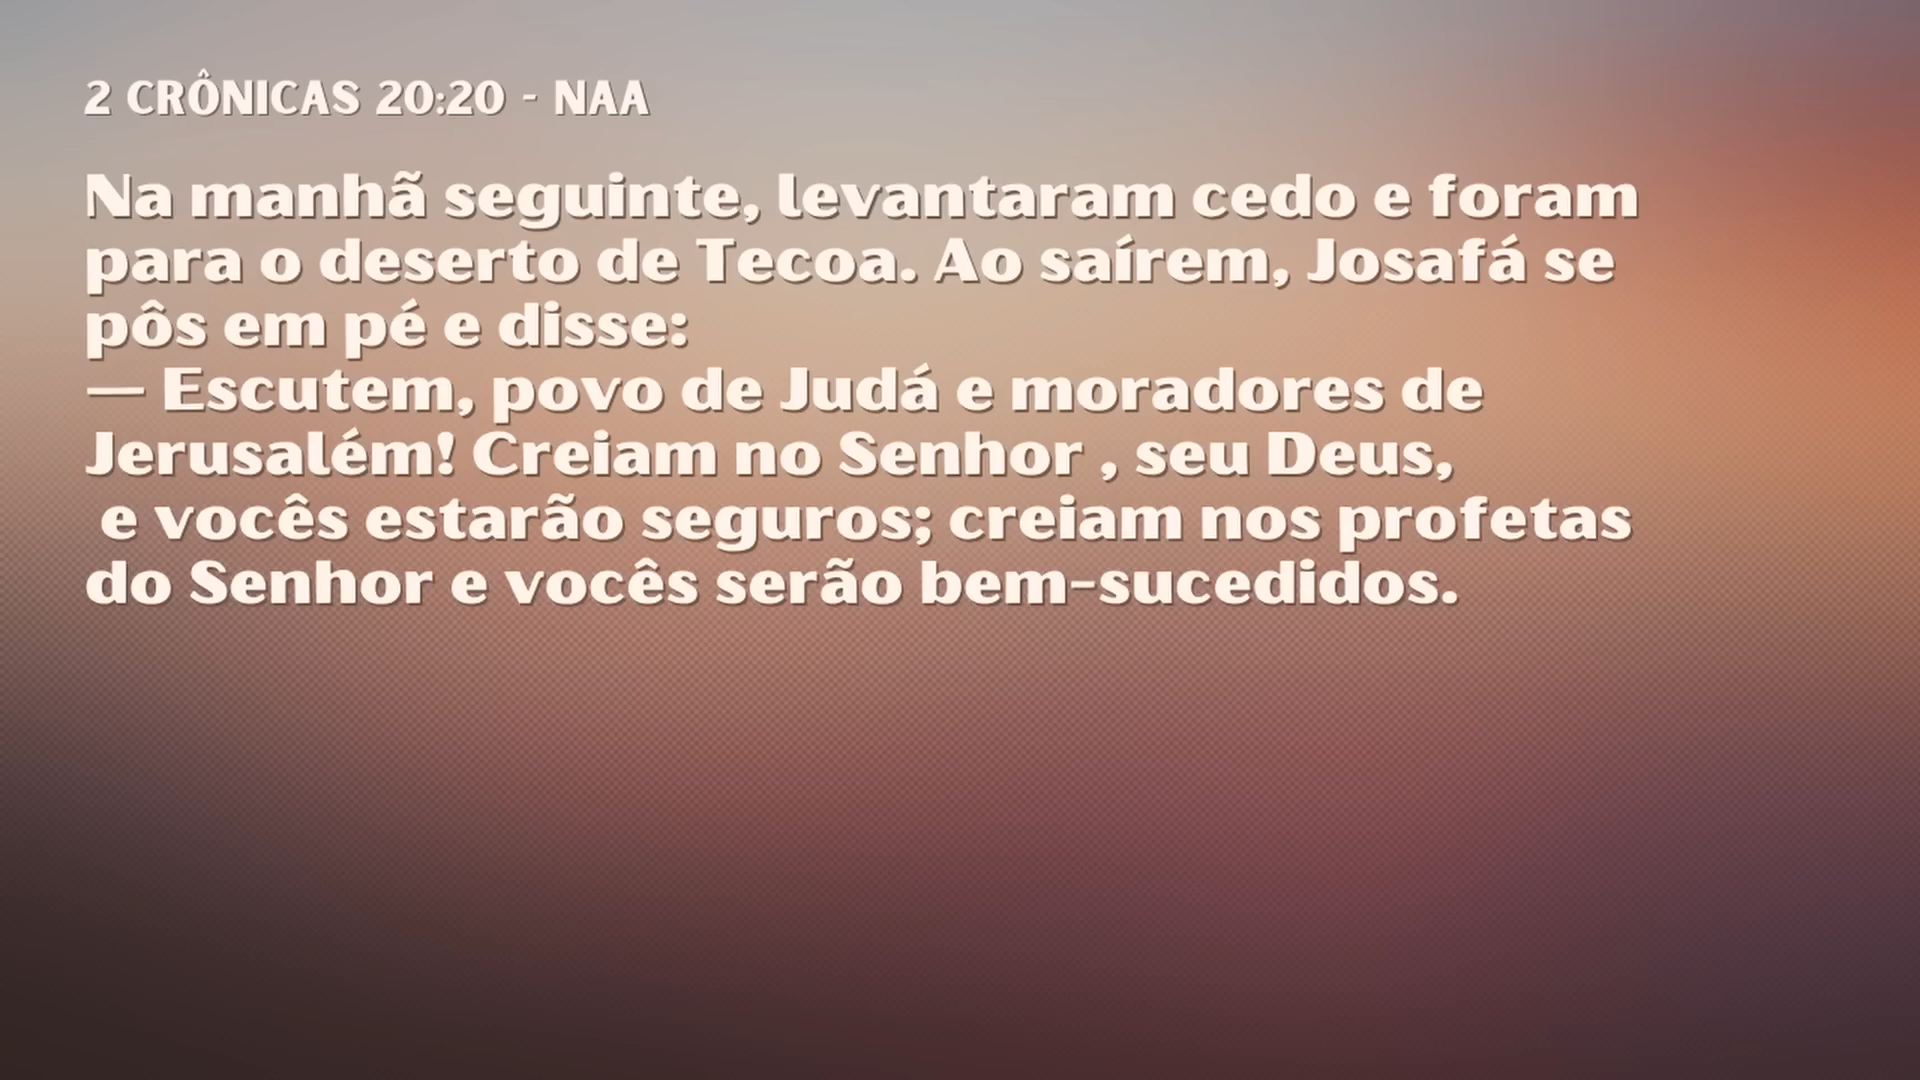 2 CRÔNICAS 20:20 - NAA
Na manhã seguinte, levantaram cedo e foram
para o deserto de Tecoa. Ao saírem, Josafá se
pôs em pé e disse:
— Escutem, povo de Judá e moradores de
Jerusalém! Creiam no Senhor , seu Deus,
e vocês estarão seguros; creiam nos profetas
do Senhor e vocês serão bem-sucedidos.